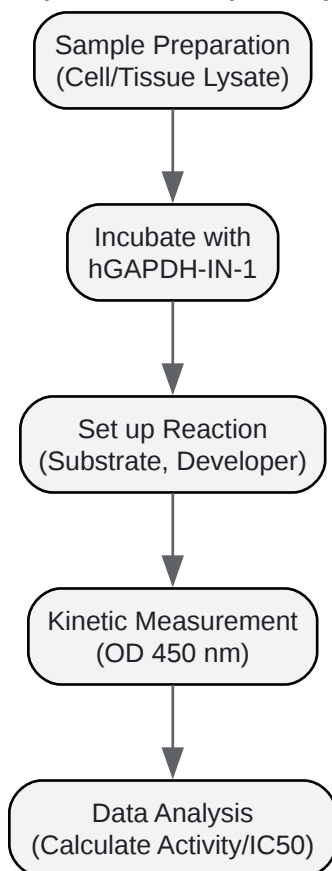 Sample Preparation
(Cell/Tissue Lysate)
Incubate with
hGAPDH-IN-1
Set up Reaction
(Substrate, Developer)
Kinetic Measurement
(OD 450 nm)
Data Analysis
(Calculate Activity/IC50)